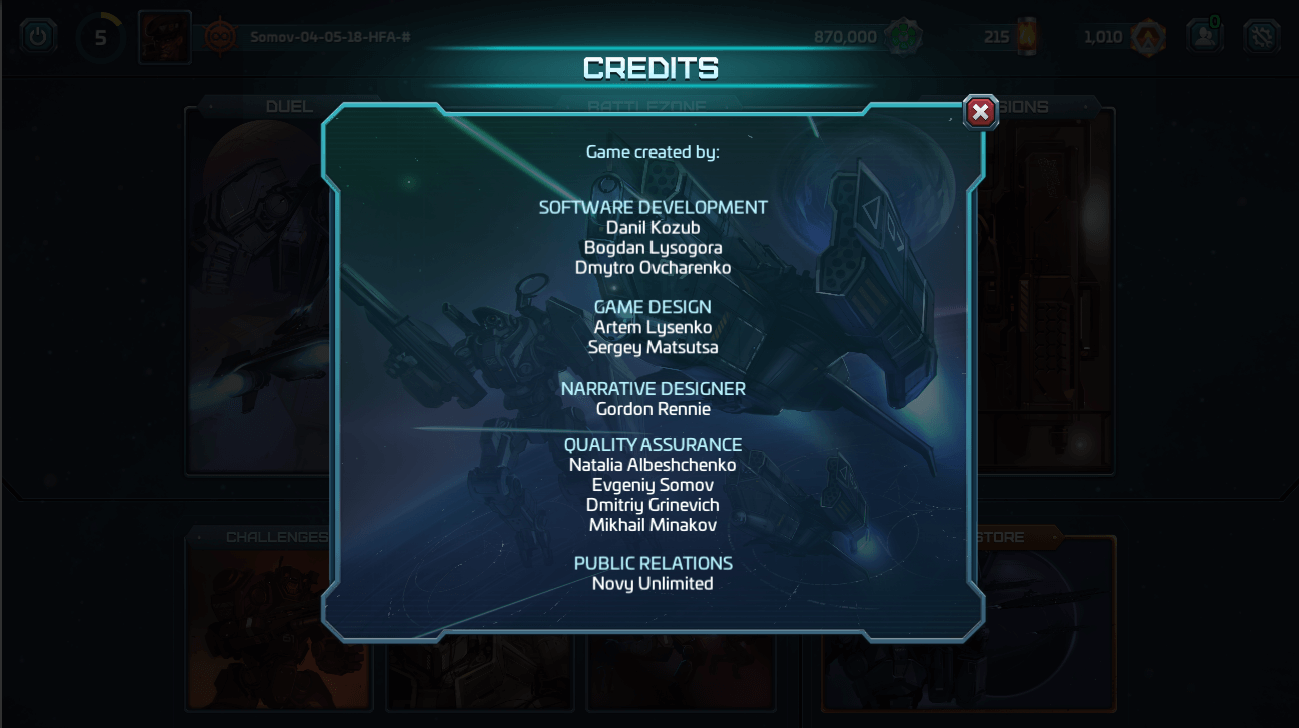 5
Somov-04-05-18-HFA-#
870,000
215
1,010
0
CREDITS
DUEL
BATTLEZONE
Game created by:
SOFTWARE DEVELOPMENT
Danil Kozub
Bogdan Lysogora
Dmytro Ovcharenko
GAME DESIGN
Artem Lysenko
Sergey Matsutsa
NARRATIVE DESIGNER
Gordon Rennie
QUALITY ASSURANCE
Natalia Albeshchenko
Evgeniy Somov
Dmitriy Grinevich
Mikhail Minakov
PUBLIC RELATIONS
Novy Unlimited
CHALLENGES
STORE